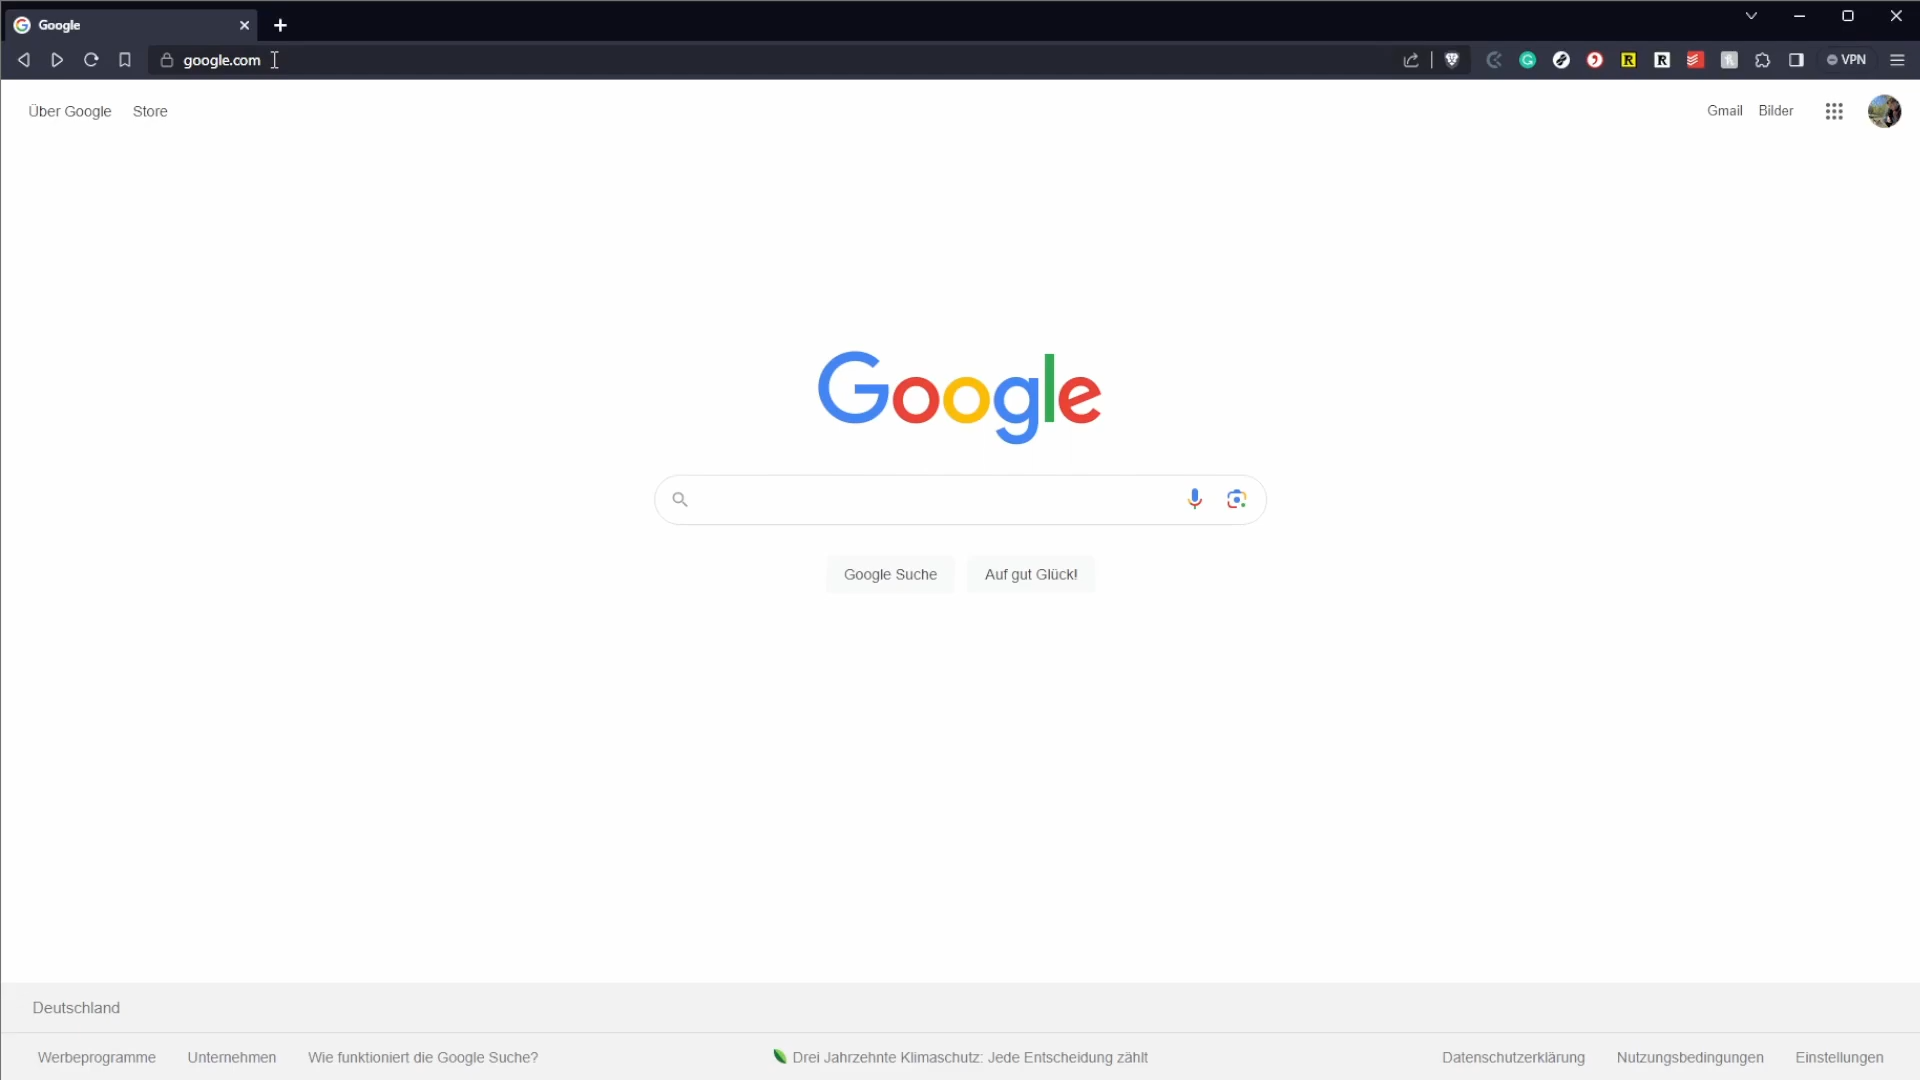 Google
google.com
VPN
Über Google Store
Gmail Bilder
Google
Google Suche Auf gut Glück!
Deutschland
Werbeprogramme Unternehmen Wie funktioniert die Google Suche?
Drei Jahrzehnte Klimaschutz: Jede Entscheidung zählt
Datenschutzerklärung Nutzungsbedingungen Einstellungen